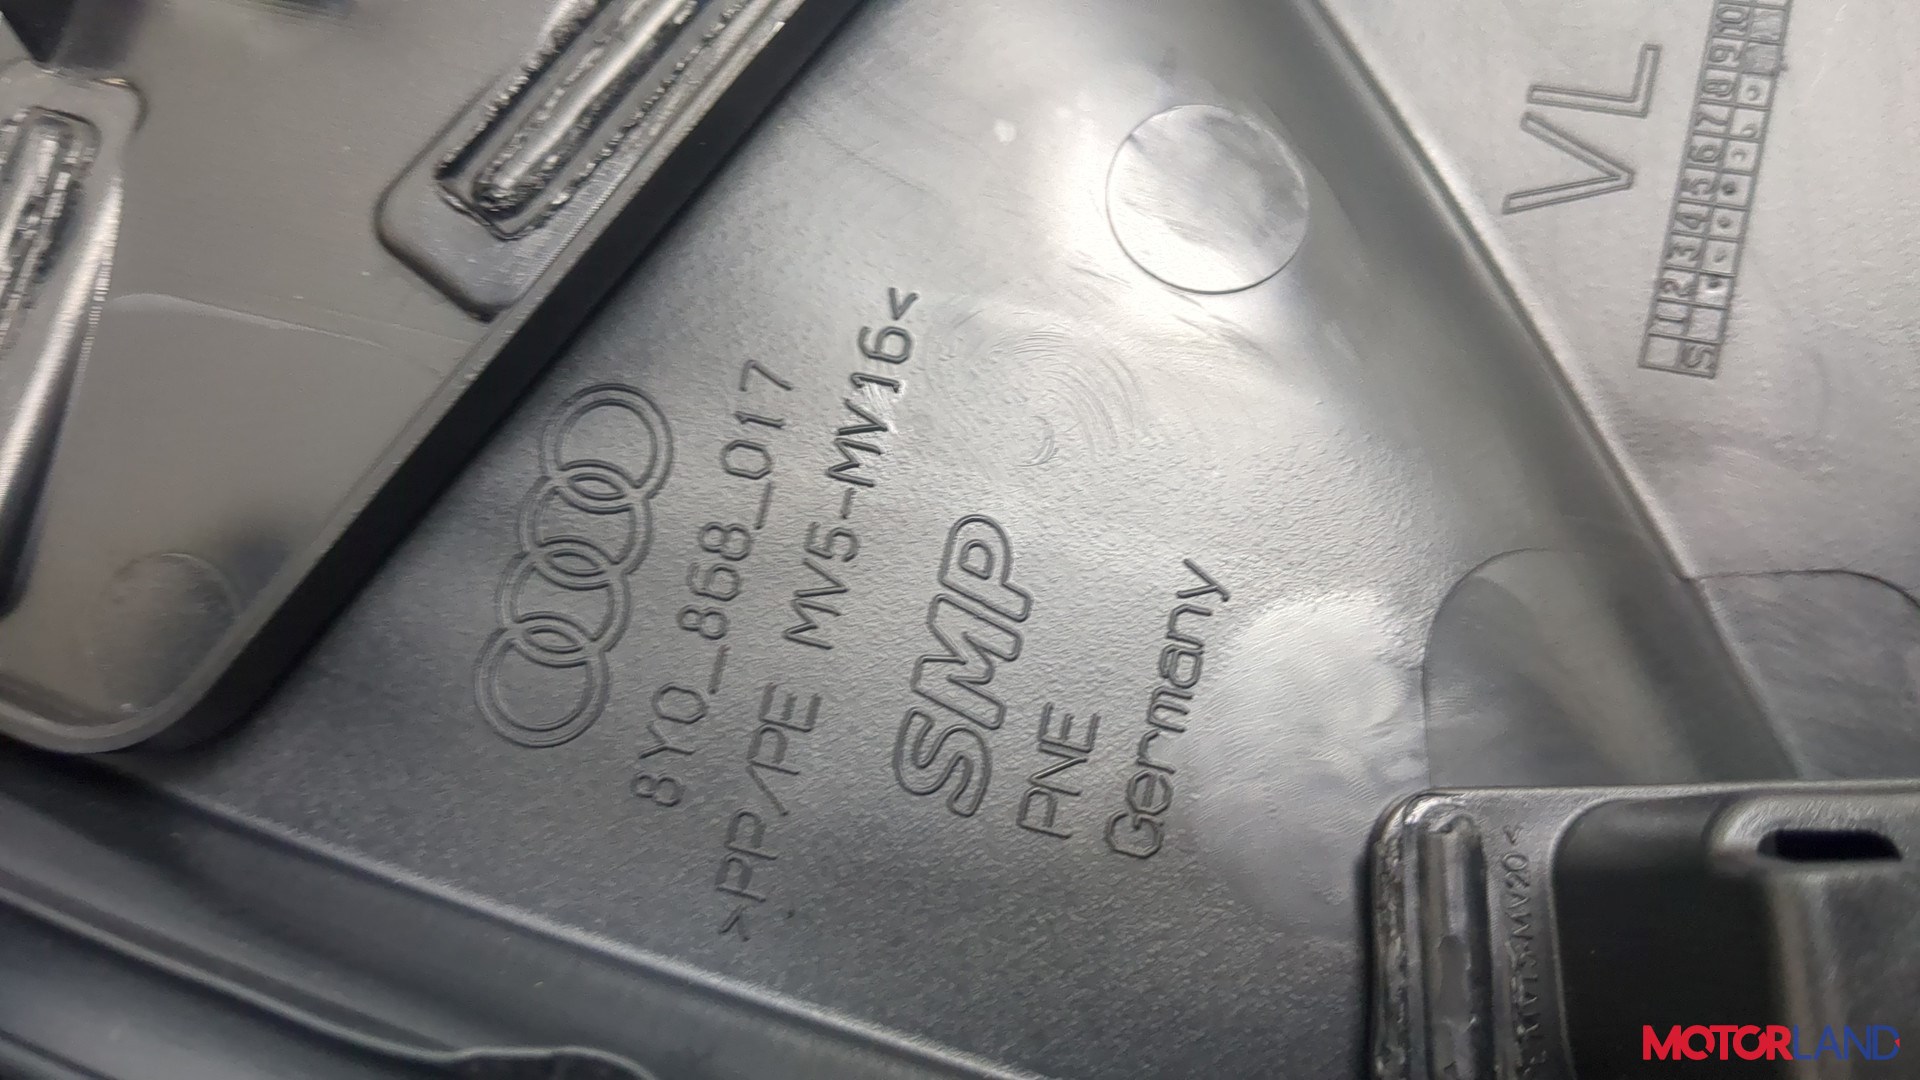 8Y0_868_017
>PP/PE MV5-MV16<
SMP
PNE
Germany
VL
MOTORLAND